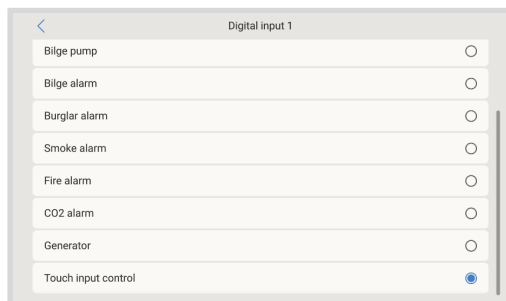 Digital input 1
Bilge pump
Bilge alarm
Burglar alarm
Smoke alarm
Fire alarm
CO2 alarm
Generator
Touch input control